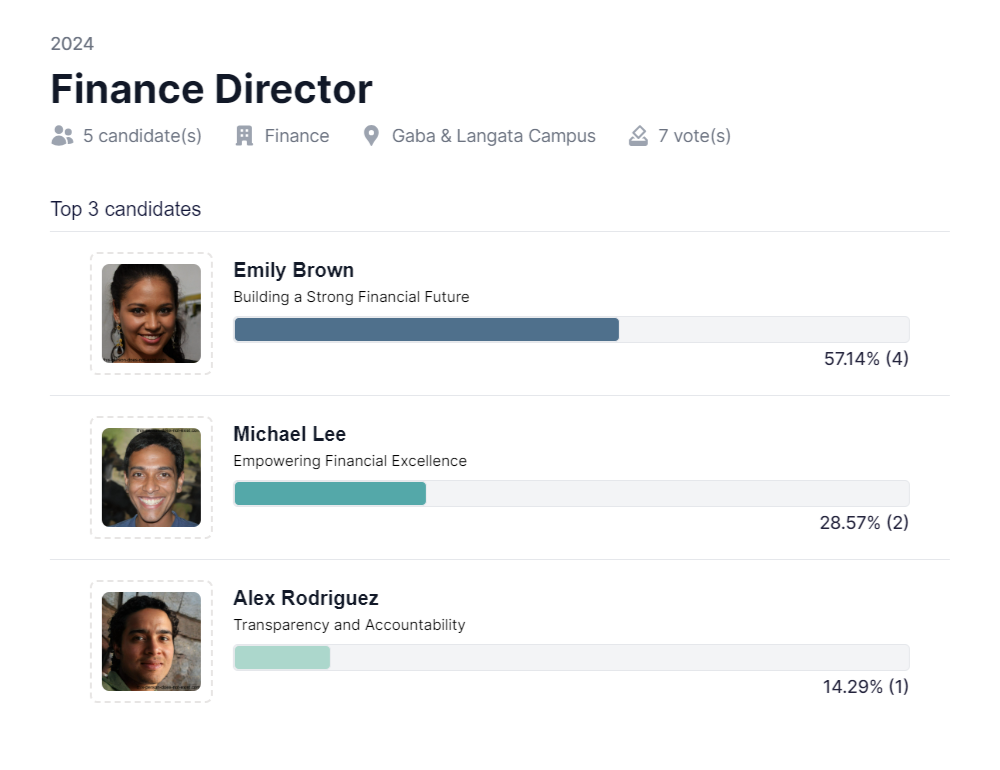 2024
Finance Director
5 candidate(s) Finance Gaba & Langata Campus 7 vote(s)
Top 3 candidates
Emily Brown
Building a Strong Financial Future
57.14% (4)
Michael Lee
Empowering Financial Excellence
28.57% (2)
Alex Rodriguez
Transparency and Accountability
14.29% (1)